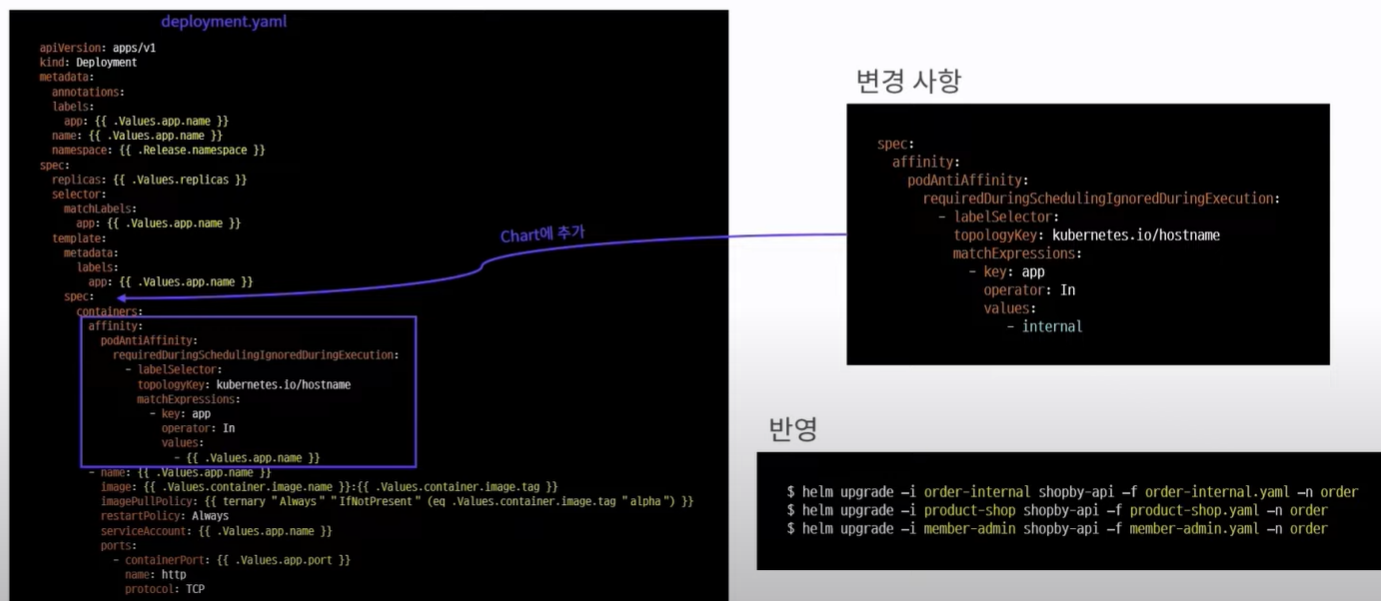 deployment.yaml
apiVersion: apps/v1
kind: Deployment
metadata:
annotations:
labels:
app: {{ .Values.app.name }}
name: {{ .Values.app.name }}
namespace: {{ .Release.namespace }}
spec:
replicas: {{ .Values.replicas }}
selector:
matchLabels:
app: {{ .Values.app.name }}
template:
metadata:
labels:
app: {{ .Values.app.name }}
spec:
containers:
affinity:
podAntiAffinity:
requiredDuringSchedulingIgnoredDuringExecution:
- labelSelector:
topologyKey: kubernetes.io/hostname
matchExpressions:
- key: app
operator: In
values:
- {{ .Values.app.name }}
- name: {{ .Values.app.name }}
image: {{ .Values.container.image.name }}:{{ .Values.container.image.tag }}
imagePullPolicy: {{ ternary "Always" "IfNotPresent" (eq .Values.container.image.tag "alpha") }}
restartPolicy: Always
serviceAccount: {{ .Values.app.name }}
ports:
- containerPort: {{ .Values.app.port }}
name: http
protocol: TCP
Chart에 추가
변경 사항
spec:
affinity:
podAntiAffinity:
requiredDuringSchedulingIgnoredDuringExecution:
- labelSelector:
topologyKey: kubernetes.io/hostname
matchExpressions:
- key: app
operator: In
values:
- internal
반영
$ helm upgrade –i order-internal shopby-api –f order-internal.yaml –n order
$ helm upgrade –i product-shop shopby-api –f product-shop.yaml –n order
$ helm upgrade –i member-admin shopby-api –f member-admin.yaml –n order